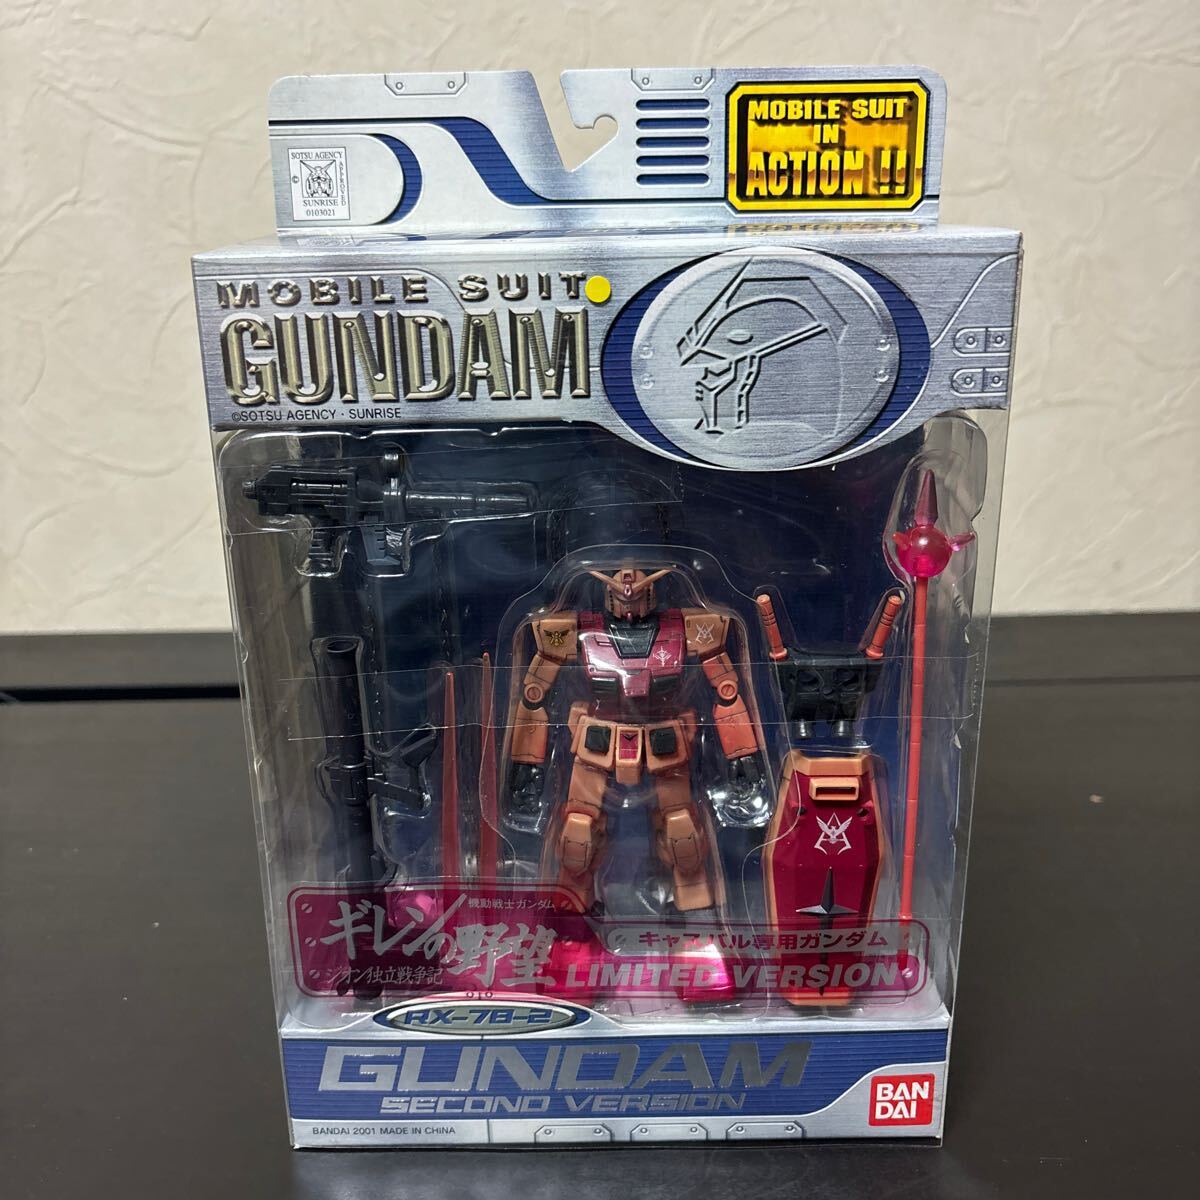 SOTSU AGENCY
APPROVED
©
SUNRISE
0103021
MOBILE SUIT
IN
ACTION !!
MOBILE SUIT
GUNDAM
©SOTSU AGENCY・SUNRISE
機動戦士ガンダム
ギレンの野望
ジオン独立戦争記
キャスバル専用ガンダム
LIMITED VERSION
RX-78-2
GUNDAM
SECOND VERSION
BANDAI 2001 MADE IN CHINA
BAN
DAI